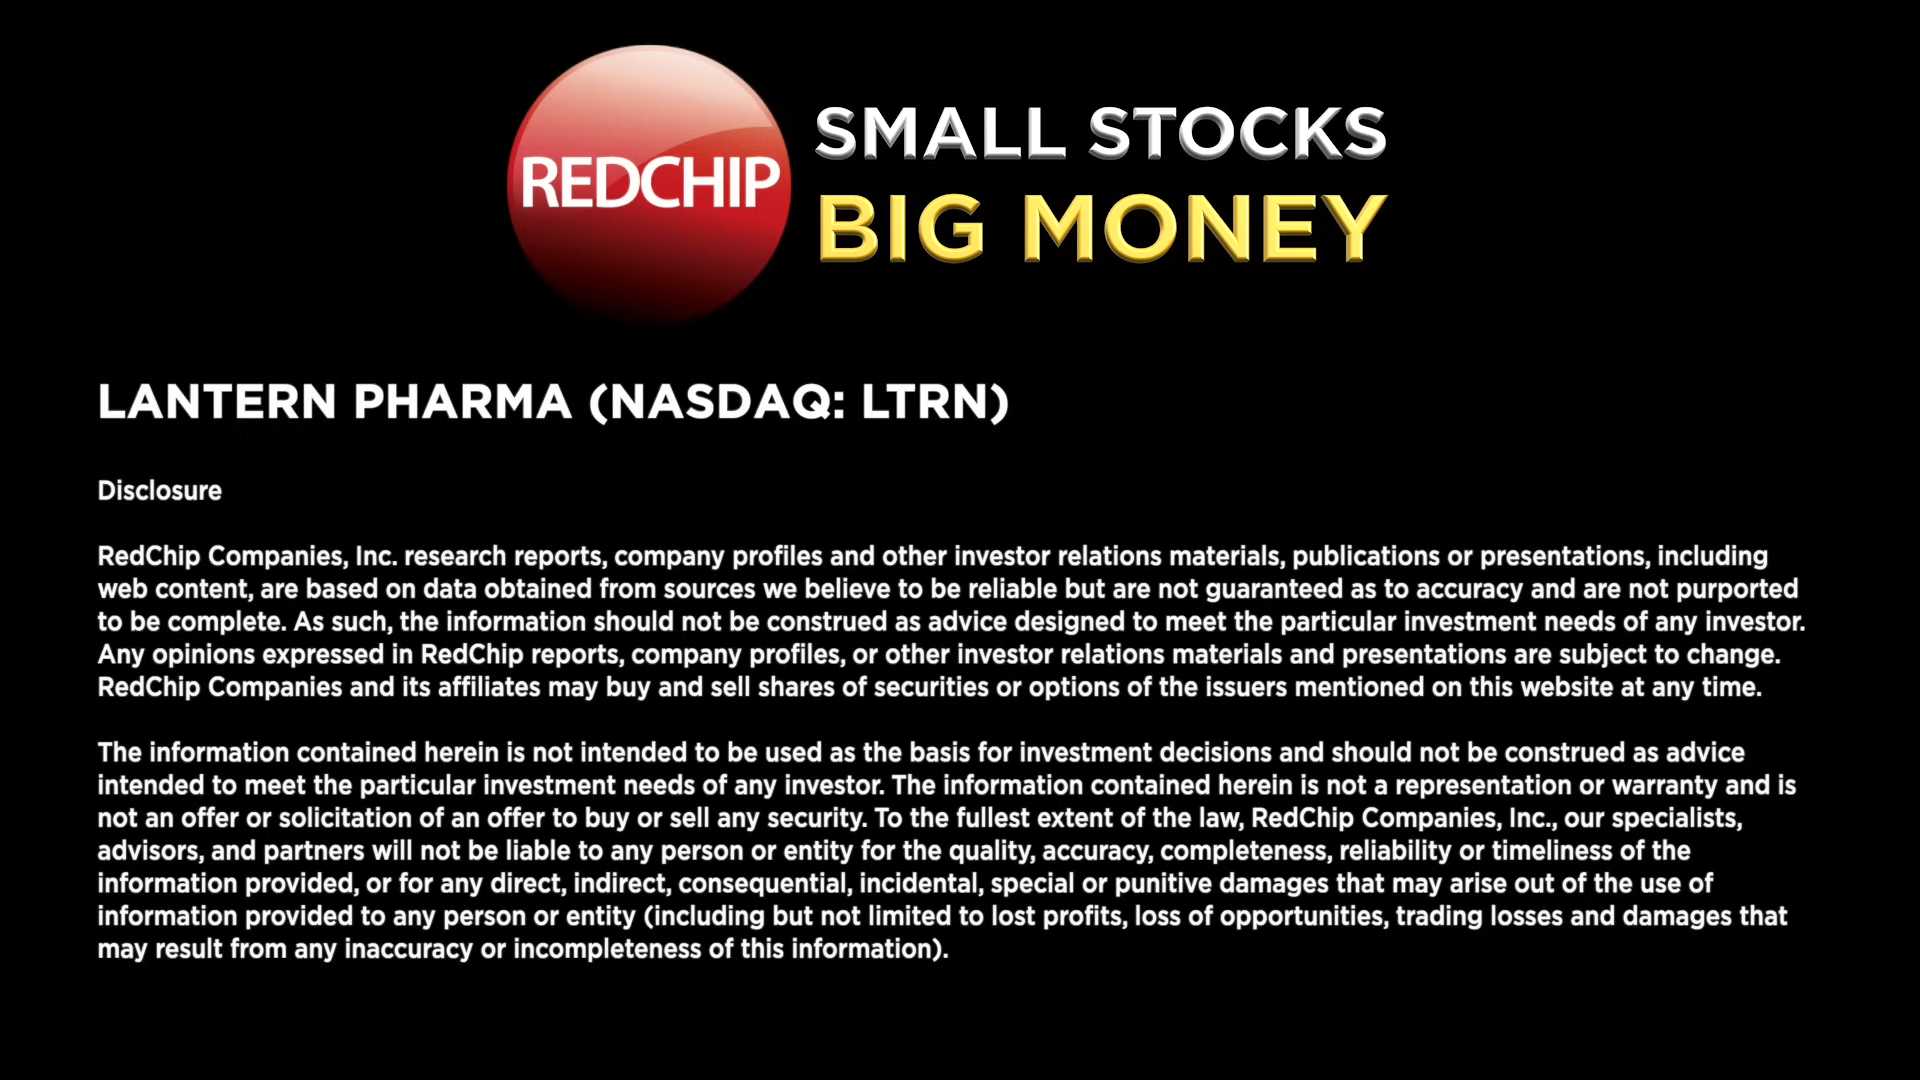 REDCHIP
SMALL STOCKS
BIG MONEY
LANTERN PHARMA (NASDAQ: LTRN)
Disclosure
RedChip Companies, Inc. research reports, company profiles and other investor relations materials, publications or presentations, including
web content, are based on data obtained from sources we believe to be reliable but are not guaranteed as to accuracy and are not purported
to be complete. As such, the information should not be construed as advice designed to meet the particular investment needs of any investor.
Any opinions expressed in RedChip reports, company profiles, or other investor relations materials and presentations are subject to change.
RedChip Companies and its affiliates may buy and sell shares of securities or options of the issuers mentioned on this website at any time.
The information contained herein is not intended to be used as the basis for investment decisions and should not be construed as advice
intended to meet the particular investment needs of any investor. The information contained herein is not a representation or warranty and is
not an offer or solicitation of an offer to buy or sell any security. To the fullest extent of the law, RedChip Companies, Inc., our specialists,
advisors, and partners will not be liable to any person or entity for the quality, accuracy, completeness, reliability or timeliness of the
information provided, or for any direct, indirect, consequential, incidental, special or punitive damages that may arise out of the use of
information provided to any person or entity (including but not limited to lost profits, loss of opportunities, trading losses and damages that
may result from any inaccuracy or incompleteness of this information).